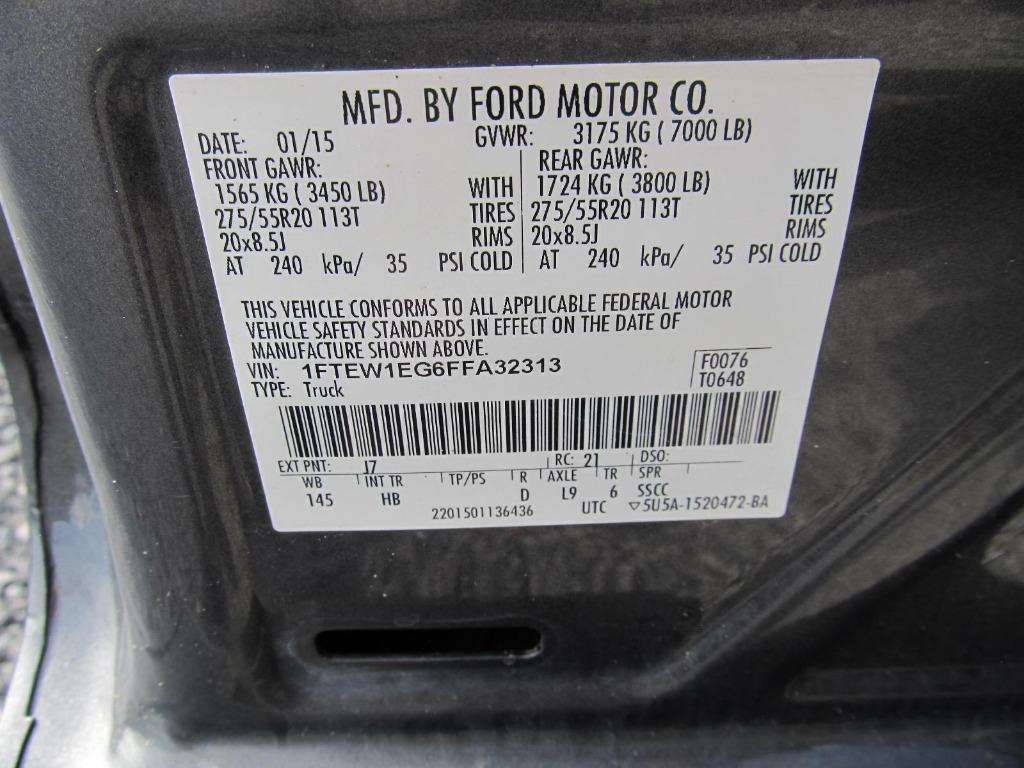 MFD. BY FORD MOTOR CO.
DATE: 01/15 GVWR: 3175 KG ( 7000 LB)
FRONT GAWR: REAR GAWR:
1565 KG ( 3450 LB) WITH 1724 KG ( 3800 LB) WITH
275/55R20 113T TIRES 275/55R20 113T TIRES
20x8.5J RIMS 20x8.5J RIMS
AT 240 kPa/ 35 PSI COLD AT 240 kPa/ 35 PSI COLD
THIS VEHICLE CONFORMS TO ALL APPLICABLE FEDERAL MOTOR
VEHICLE SAFETY STANDARDS IN EFFECT ON THE DATE OF
MANUFACTURE SHOWN ABOVE.
VIN: 1FTEW1EG6FFA32313 F0076
TYPE: Truck T0648
EXT PNT: J7 RC: 21 DSO:
WB INT TR TP/PS R AXLE TR SPR
145 HB D L9 6 SSCC
2201501136436 UTC ▽5U5A-1520472-BA